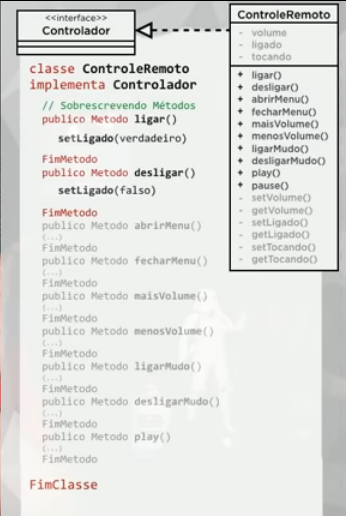 <<interface>>
Controlador
ControleRemoto
- volume
- ligado
- tocando
+ ligar()
+ desligar()
+ abrirMenu()
+ fecharMenu()
+ maisVolume()
+ menosVolume()
+ ligarMudo()
+ desligarMudo()
+ play()
+ pause()
- setVolume()
- getVolume()
- setLigado()
- getLigado()
- setTocando()
- getTocando()
classe ControleRemoto
implementa Controlador
// Sobrescrevendo Métodos
publico Metodo ligar()
setLigado(verdadeiro)
FimMetodo
publico Metodo desligar()
setLigado(falso)
FimMetodo
publico Metodo abrirMenu()
(...)
FimMetodo
publico Metodo fecharMenu()
(...)
FimMetodo
publico Metodo maisVolume()
(...)
FimMetodo
publico Metodo menosVolume()
(...)
FimMetodo
publico Metodo ligarMudo()
(...)
FimMetodo
publico Metodo desligarMudo()
(...)
FimMetodo
publico Metodo play()
(...)
FimMetodo
FimClasse